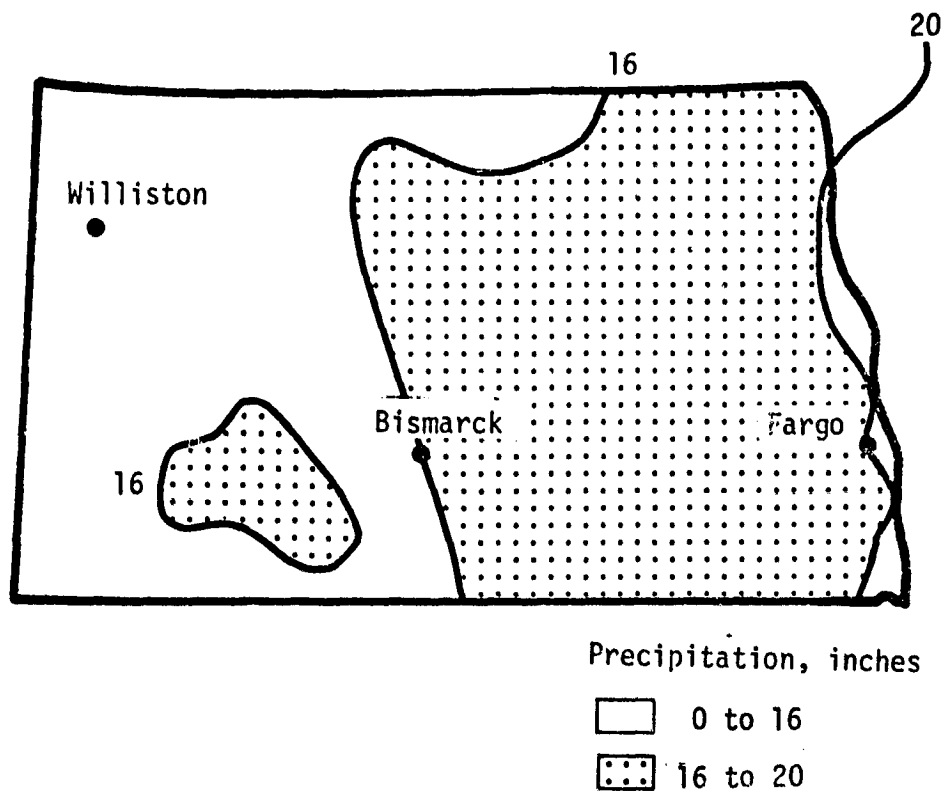 20
16
Williston
Bismarck
Fargo
16
Precipitation, inches
0 to 16
16 to 20